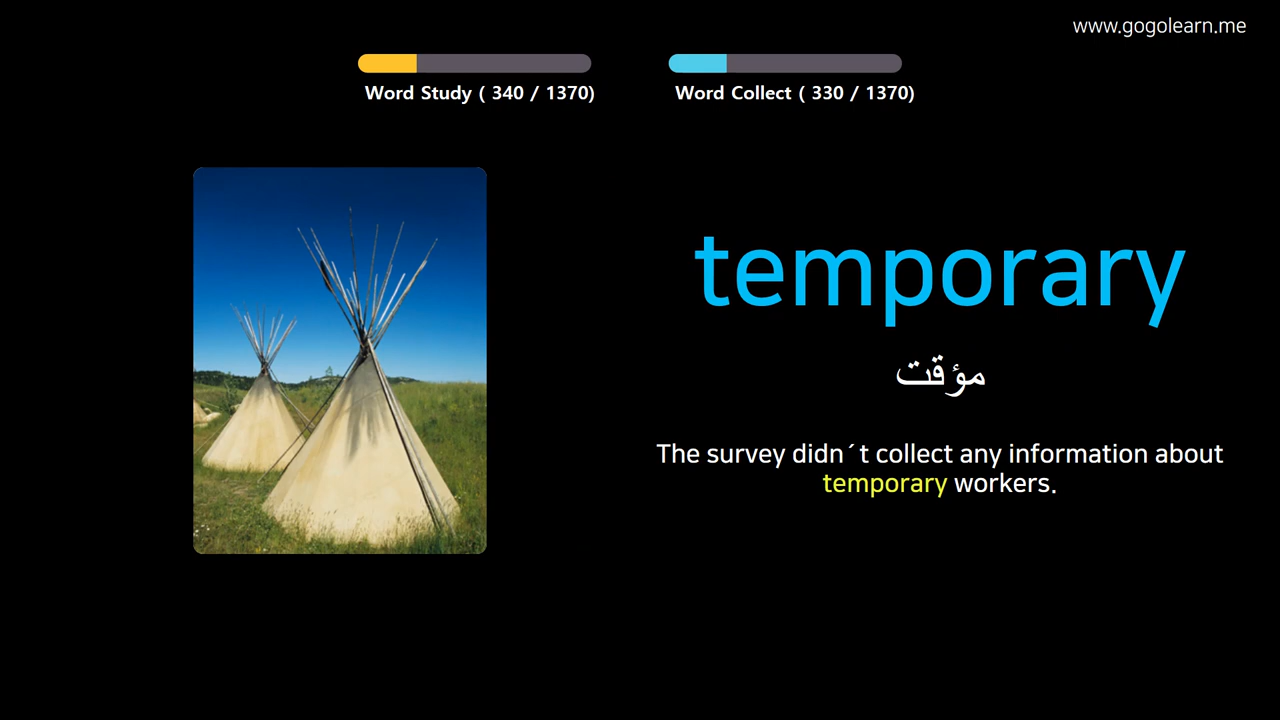 www.gogolearn.me
Word Study ( 340 / 1370)
Word Collect ( 330 / 1370)
temporary
مؤقت
The survey didn´t collect any information about
temporary workers.